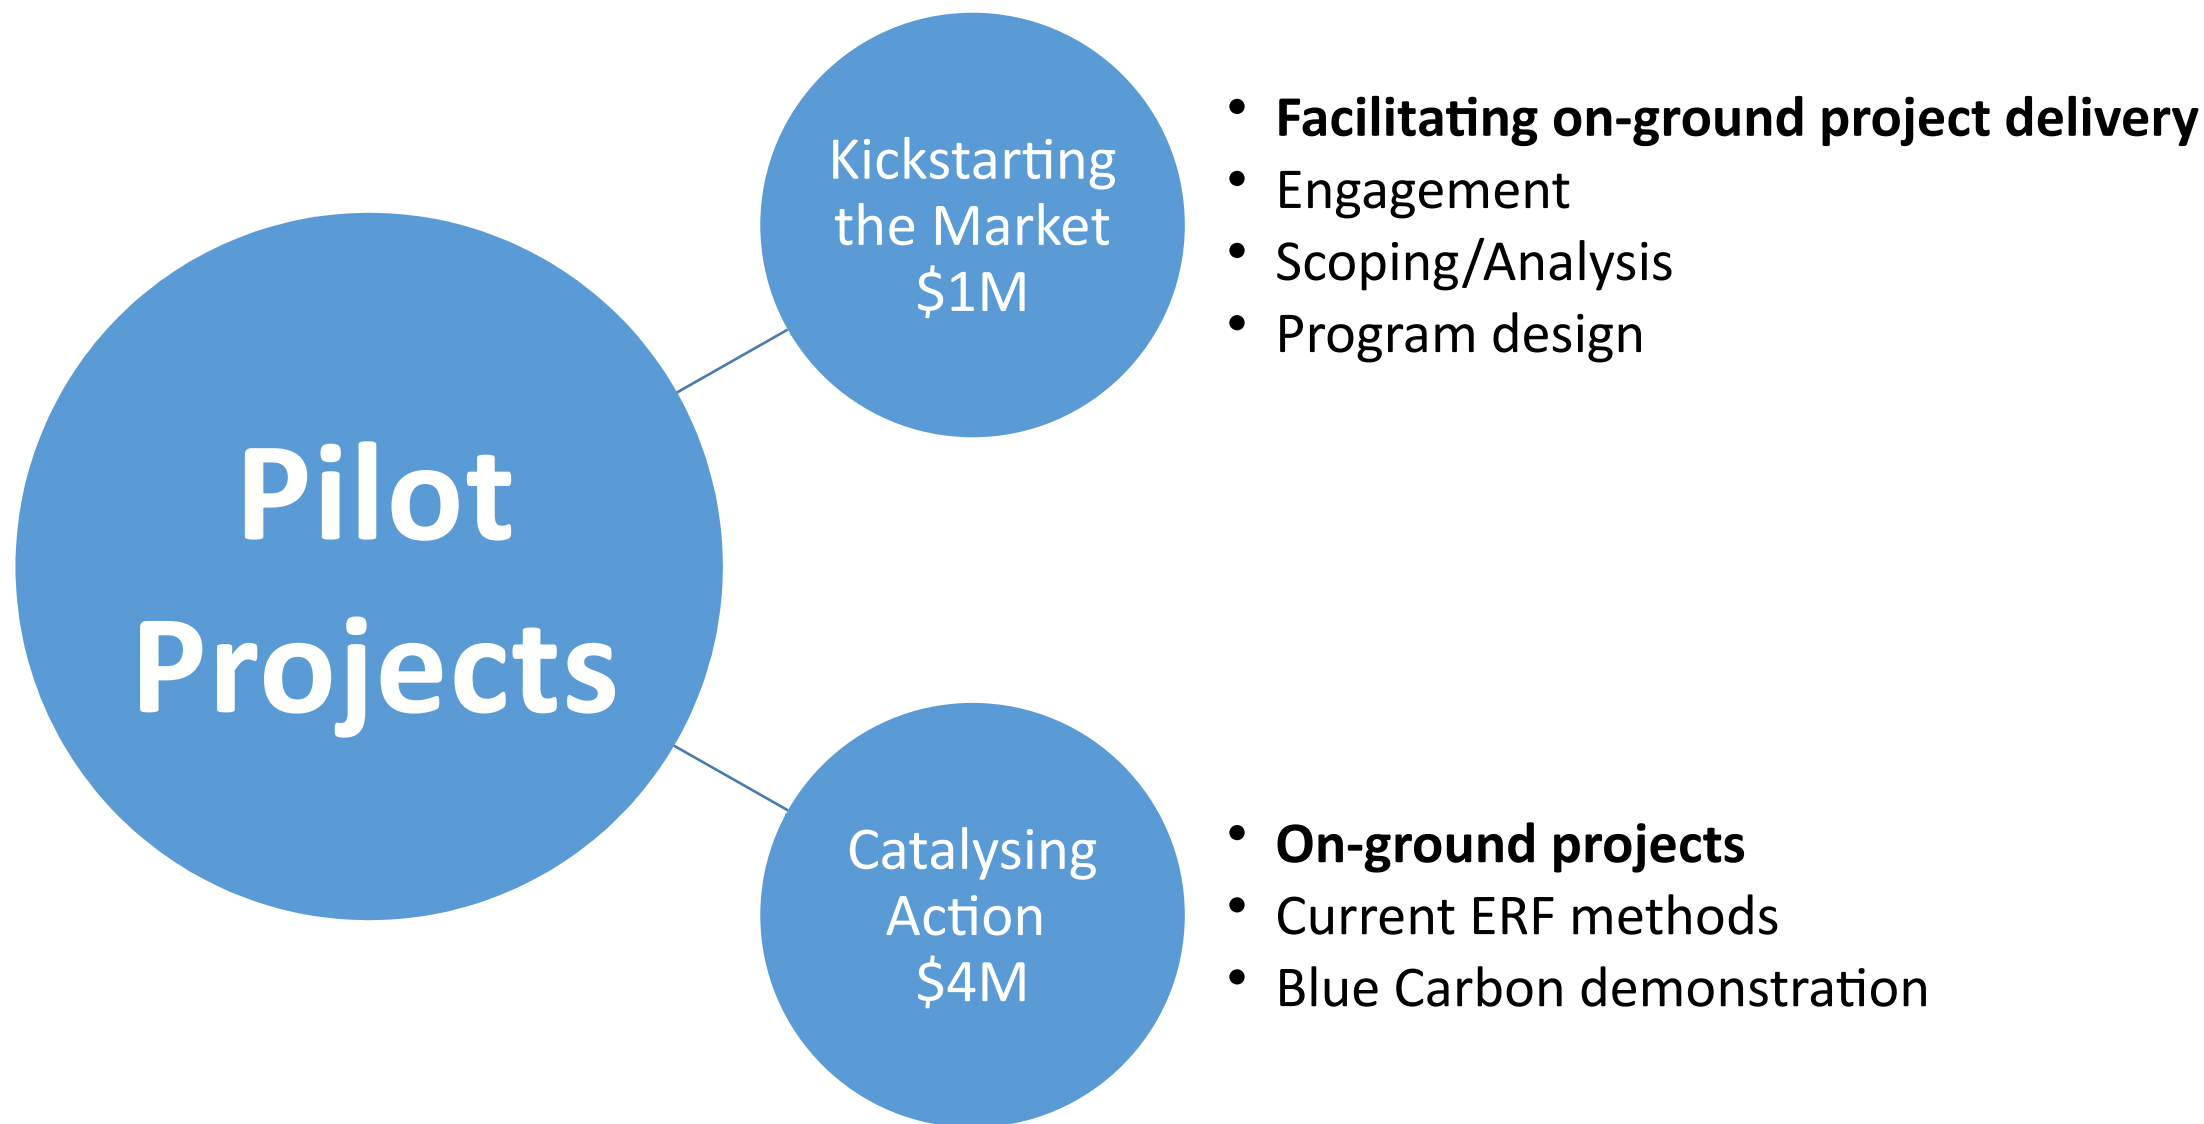 Pilot
Projects
Kickstarting
the Market
$1M
• Facilitating on-ground project delivery
• Engagement
• Scoping/Analysis
• Program design
Catalysing
Action
$4M
• On-ground projects
• Current ERF methods
• Blue Carbon demonstration